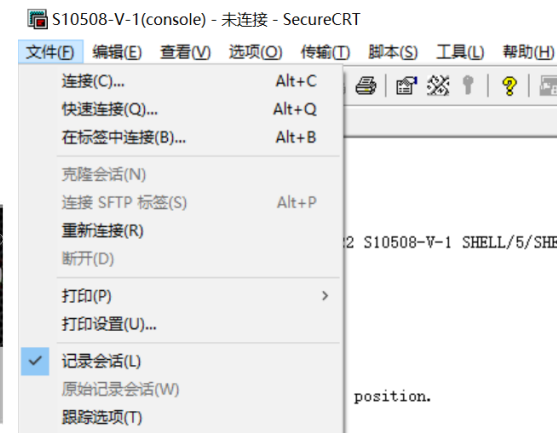 S10508-V-1(console) - 未连接 - SecureCRT
文件(F) 编辑(E) 查看(V) 选项(O) 传输(T) 脚本(S) 工具(L) 帮助(H)
连接(C)... Alt+C
快速连接(Q)... Alt+Q
在标签中连接(B)... Alt+B
克隆会话(N)
连接 SFTP 标签(S) Alt+P
重新连接(R)
22 S10508-V-1 SHELL/5/SHE
断开(D)
打印(P)
打印设置(U)...
记录会话(L)
原始记录会话(W)
position.
跟踪选项(T)